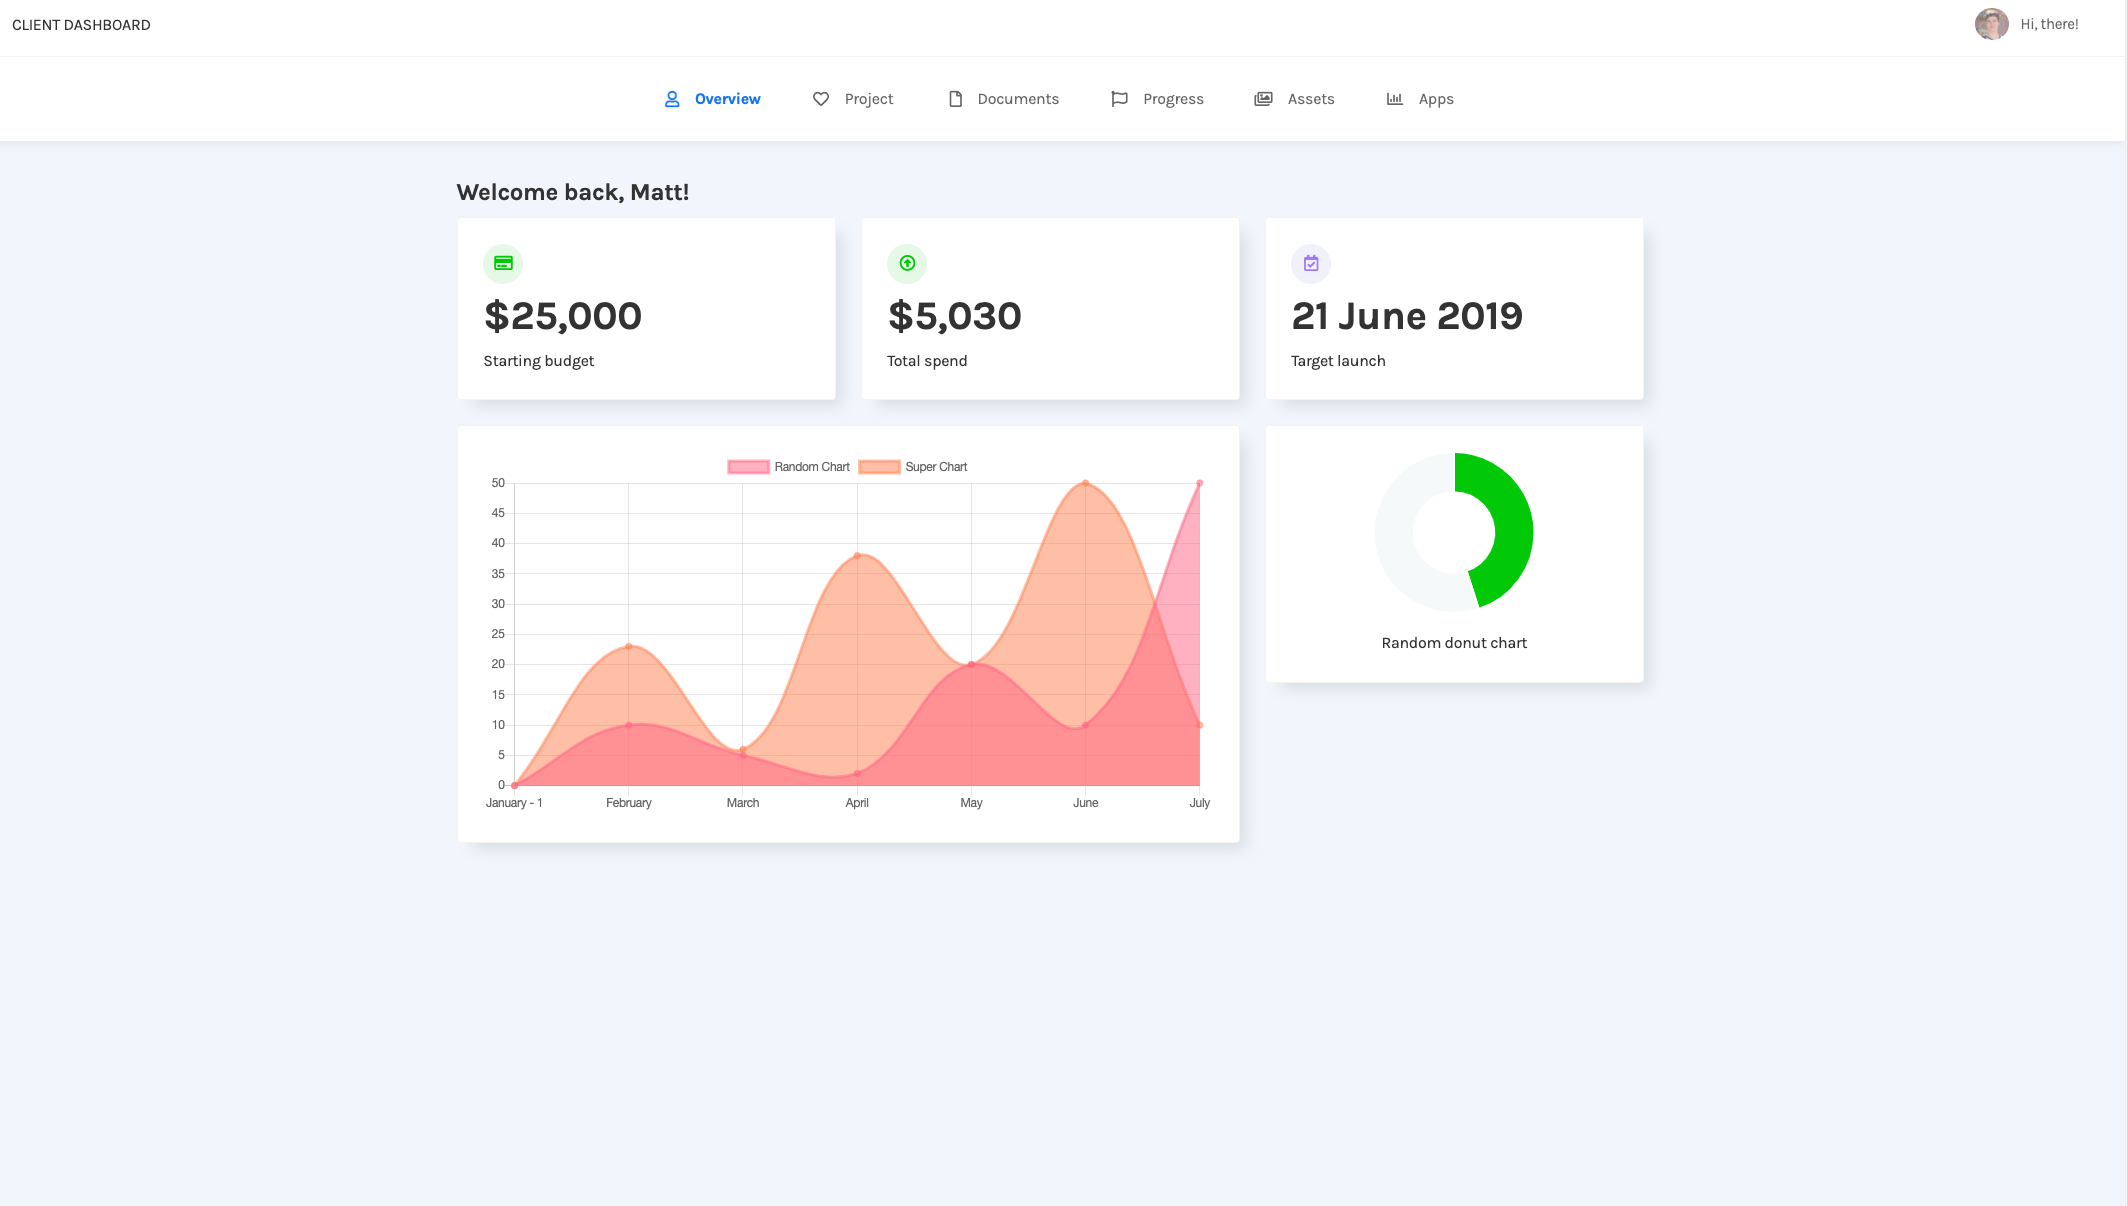 CLIENT DASHBOARD
Hi, there!
Overview
Project
Documents
Progress
Assets
Apps
Welcome back, Matt!
$25,000
Starting budget
$5,030
Total spend
21 June 2019
Target launch
Random Chart
Super Chart
50
45
40
35
30
25
20
15
10
5
0
January - 1
February
March
April
May
June
July
Random donut chart